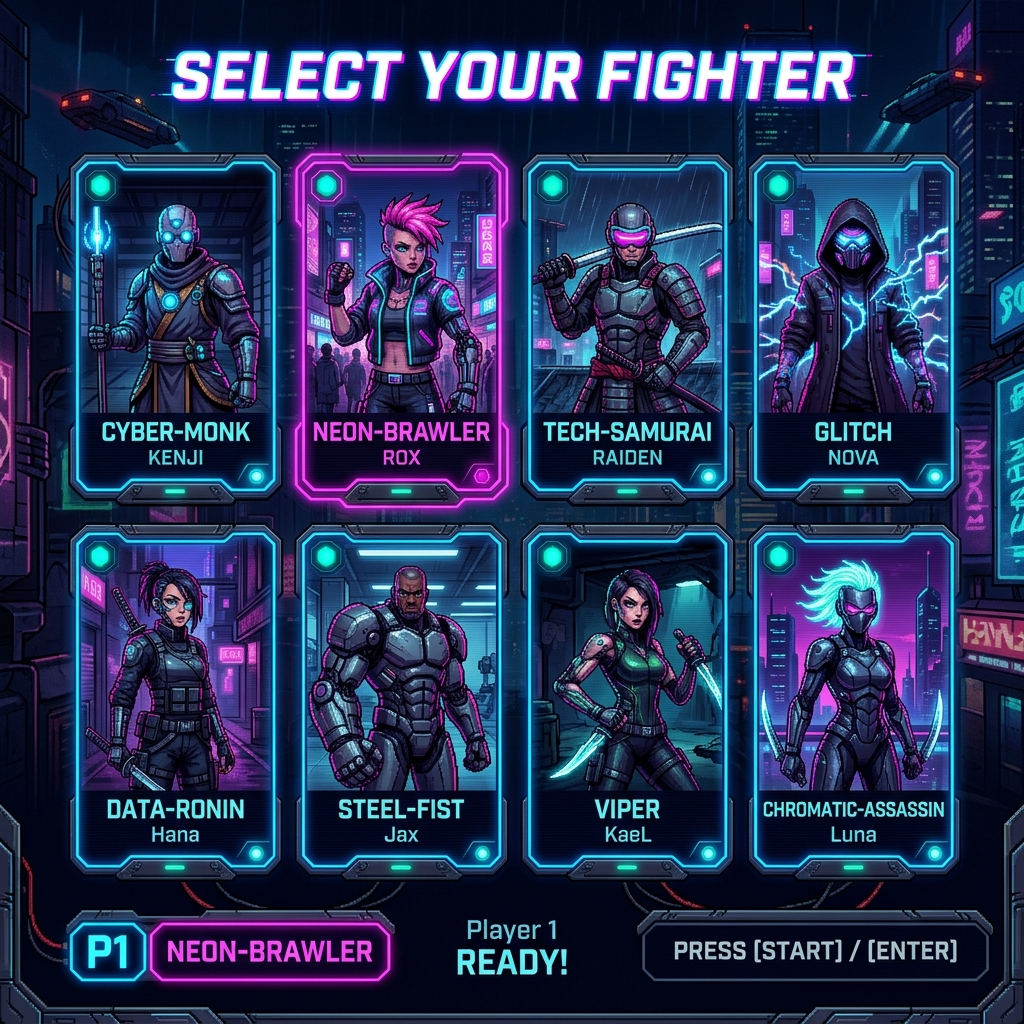 SELECT YOUR FIGHTER
CYBER-MONK
KENJI
NEON-BRAWLER
ROX
TECH-SAMURAI
RAIDEN
GLITCH
NOVA
DATA-RONIN
Hana
STEEL-FIST
Jax
VIPER
KaeL
CHROMATIC-ASSASSIN
Luna
P1
NEON-BRAWLER
Player 1
READY!
PRESS [START] / [ENTER]